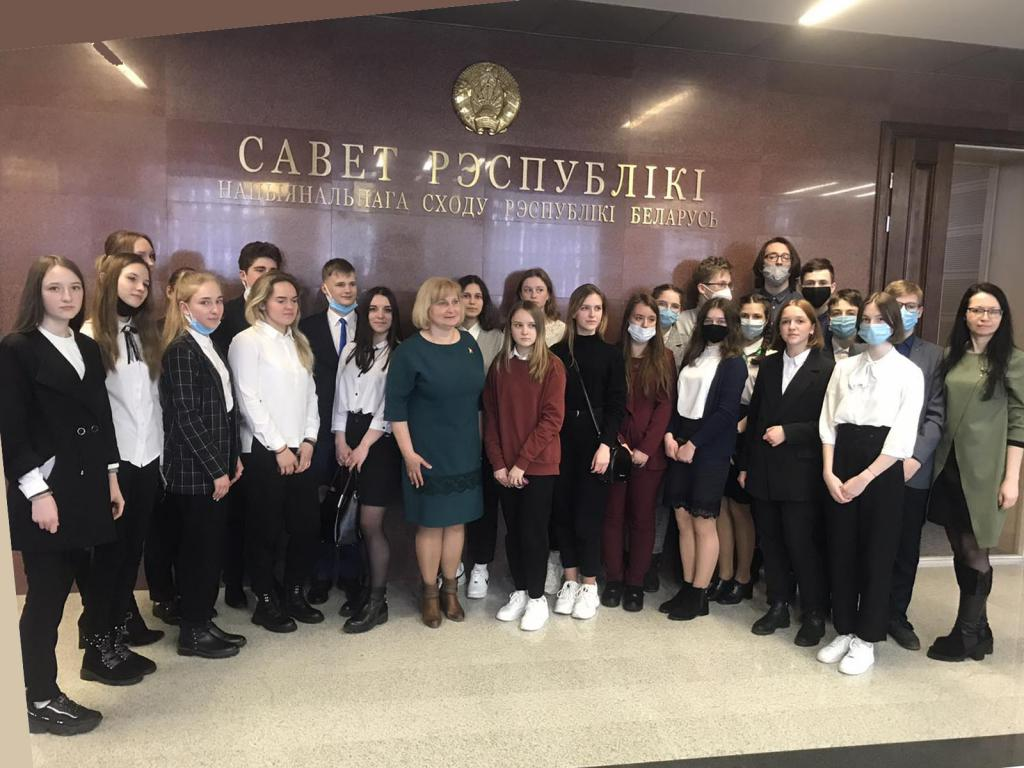 САВЕТ РЭСПУБЛІКІ
НАЦЫЯНАЛЬНАГА СХОДУ РЭСПУБЛІКІ БЕЛАРУСЬ